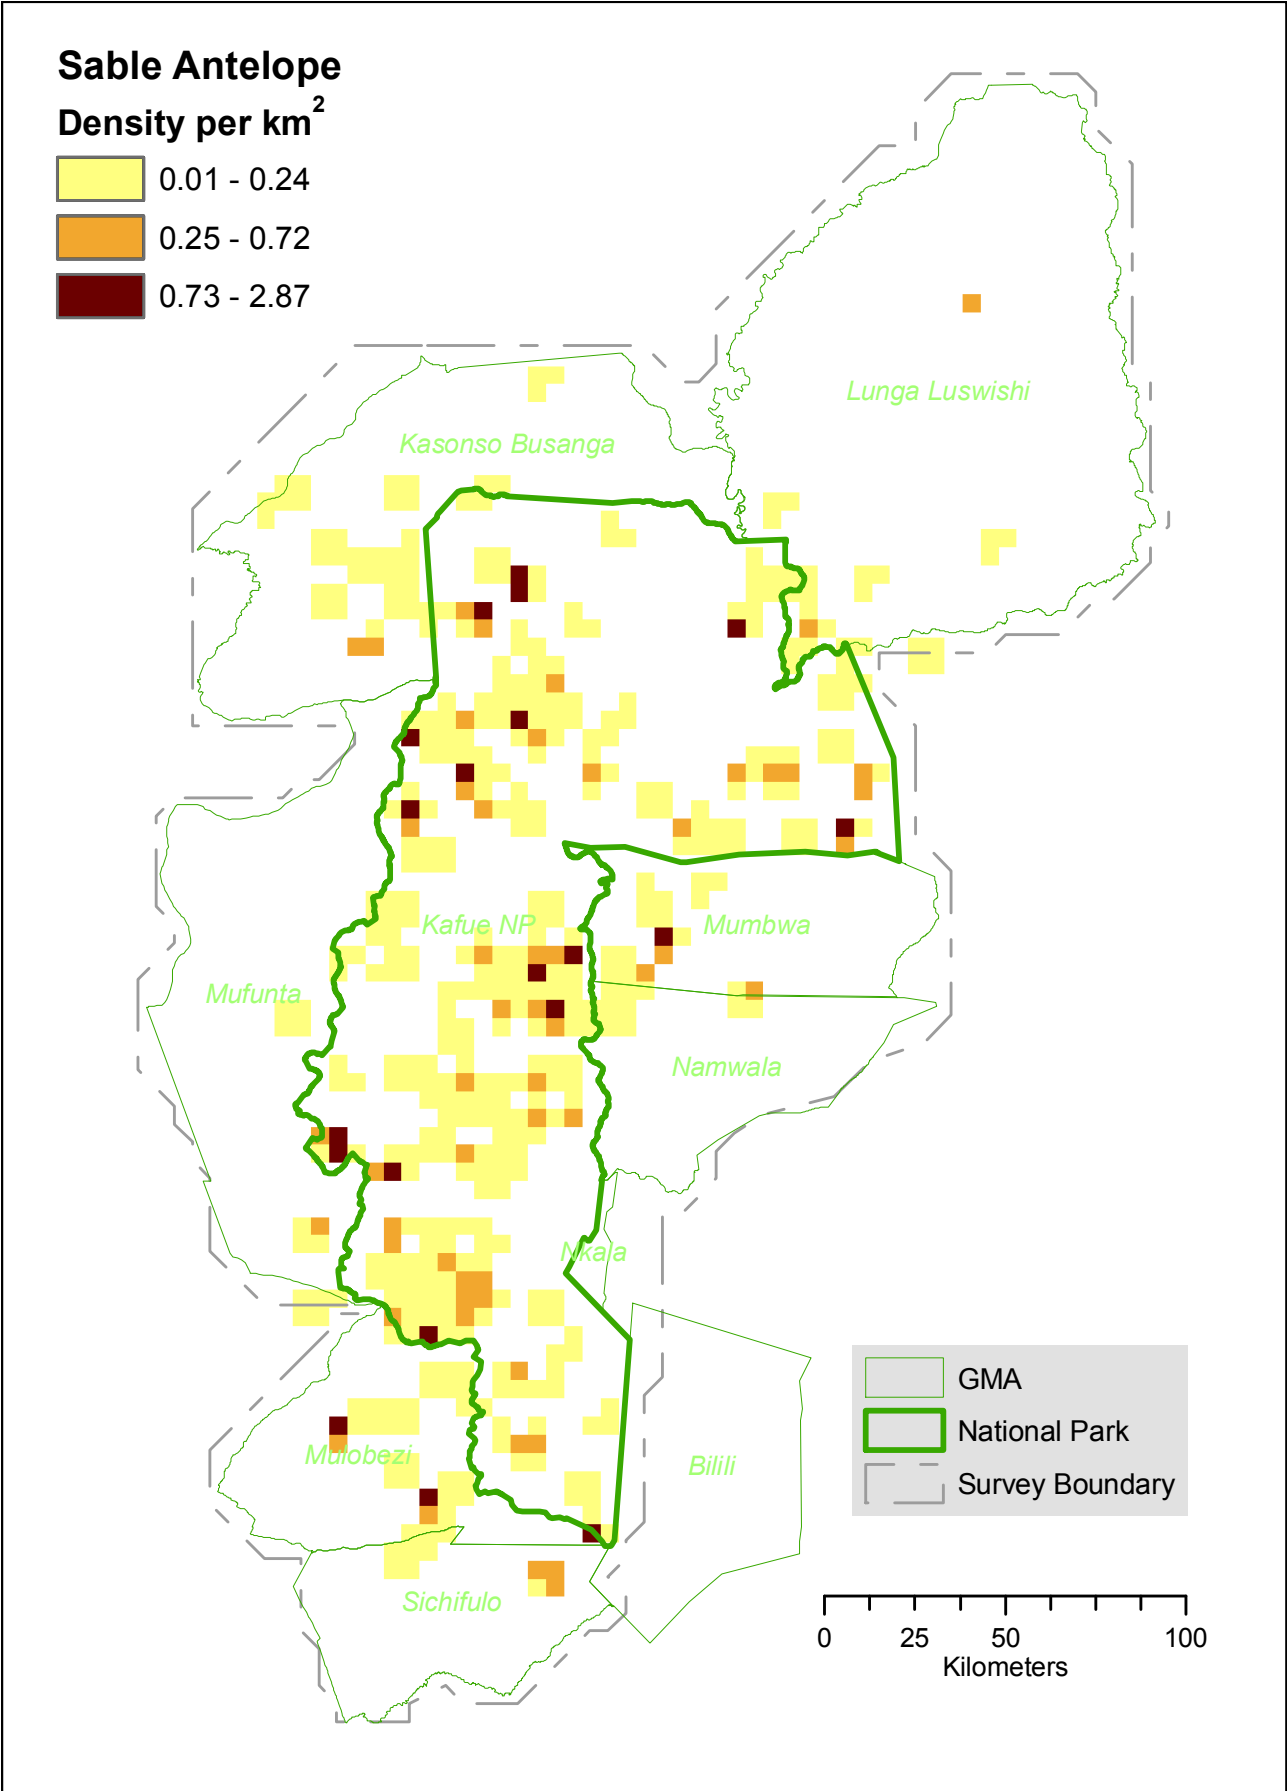 Sable Antelope
Density per km²
0.01 - 0.24
0.25 - 0.72
0.73 - 2.87
Lunga Luswishi
Kasonso Busanga
Kafue NP
Mumbwa
Mufunta
Namwala
Nkala
GMA
National Park
Survey Boundary
Mulobezi
Bilili
Sichifulo
0 25 50 100
Kilometers